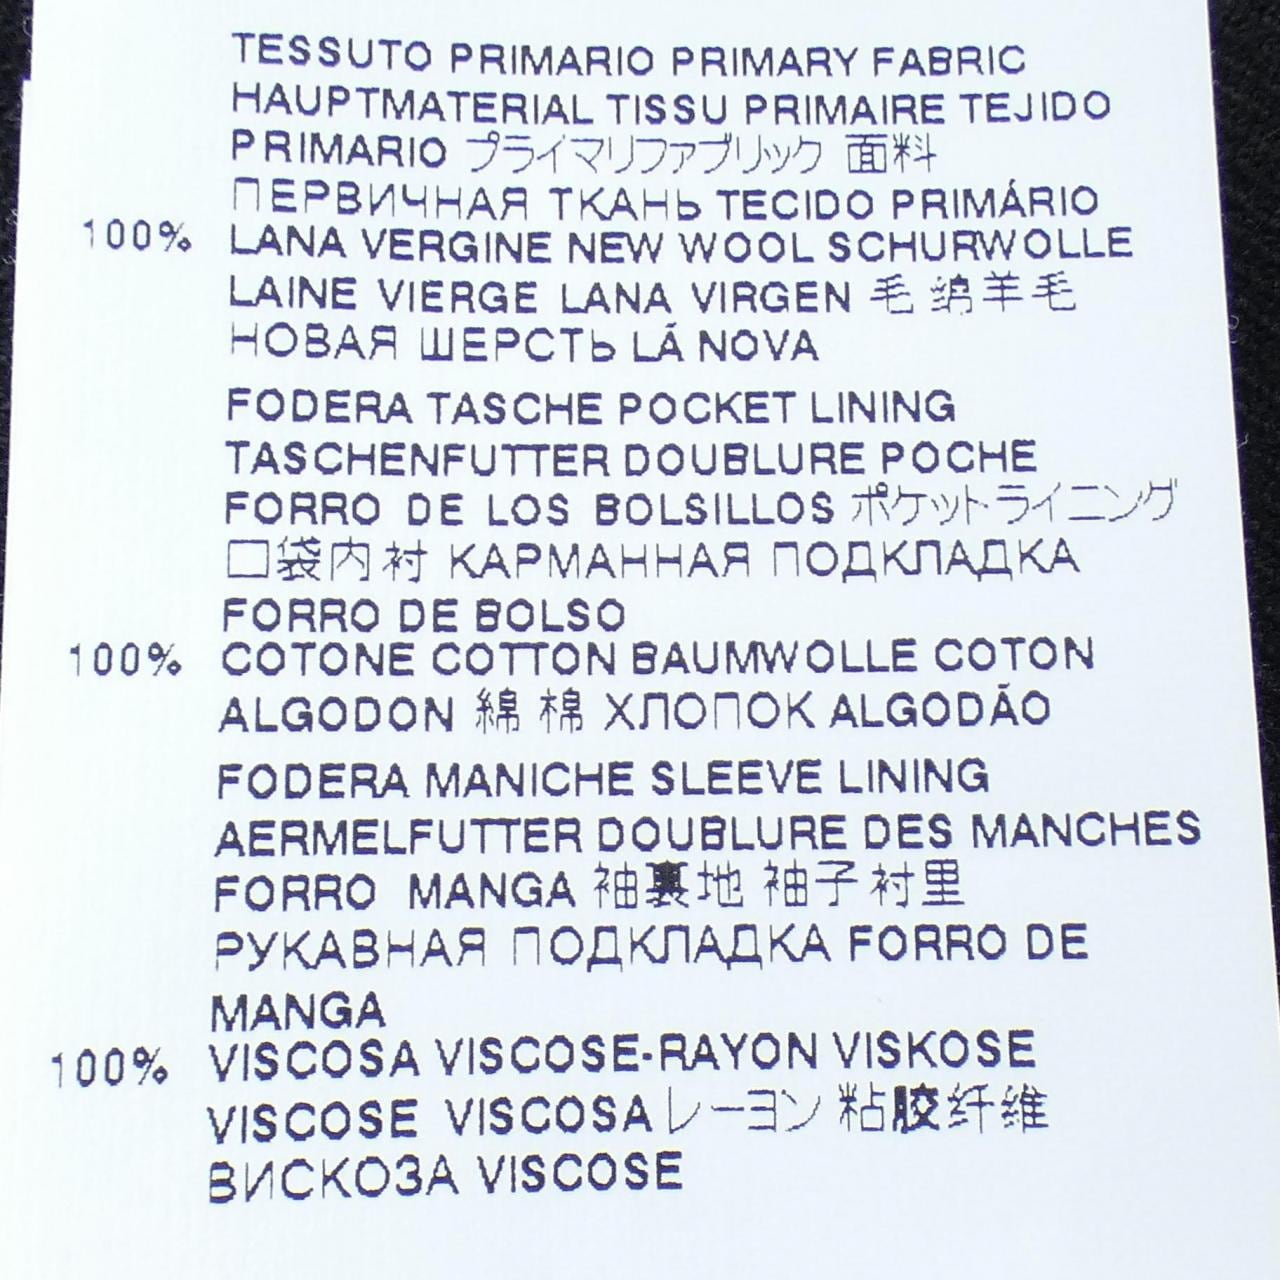 TESSUTO PRIMARIO PRIMARY FABRIC
HAUPTMATERIAL TISSU PRIMAIRE TEJIDO
PRIMARIO プライマリファブリック 面料
ПЕРВИЧНАЯ ТКАНЬ TECIDO PRIMÁRIO
100% LANA VERGINE NEW WOOL SCHURWOLLE
LAINE VIERGE LANA VIRGEN 毛 绵羊毛
НОВАЯ ШЕРСТЬ LÃ NOVA
FODERA TASCHE POCKET LINING
TASCHENFUTTER DOUBLURE POCHE
FORRO DE LOS BOLSILLOS ポケットライニング
口袋内衬 КАРМАННАЯ ПОДКЛАДКА
FORRO DE BOLSO
100% COTONE COTTON BAUMWOLLE COTON
ALGODON 綿 棉 ХЛОПОК ALGODÃO
FODERA MANICHE SLEEVE LINING
AERMELFUTTER DOUBLURE DES MANCHES
FORRO MANGA 袖裏地 袖子衬里
РУКАВНАЯ ПОДКЛАДКА FORRO DE
MANGA
100% VISCOSA VISCOSE-RAYON VISKOSE
VISCOSE VISCOSA レーヨン 粘胶纤维
ВИСКОЗА VISCOSE